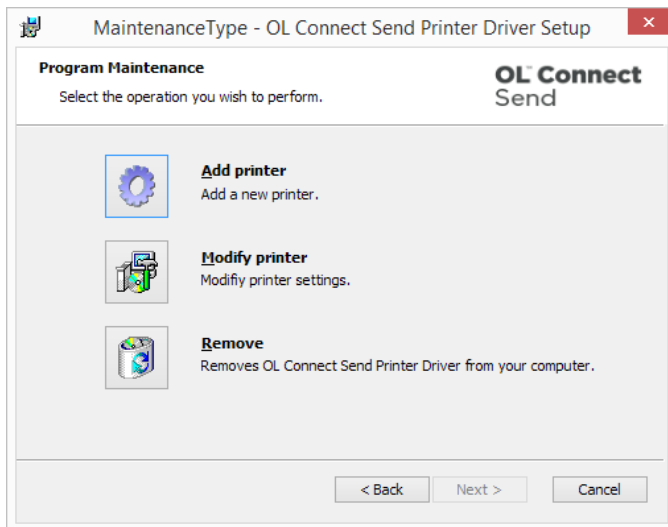 MaintenanceType - OL Connect Send Printer Driver Setup
Program Maintenance
Select the operation you wish to perform.
OL™ Connect
Send
Add printer
Add a new printer.
Modify printer
Modifiy printer settings.
Remove
Removes OL Connect Send Printer Driver from your computer.
< Back Next > Cancel